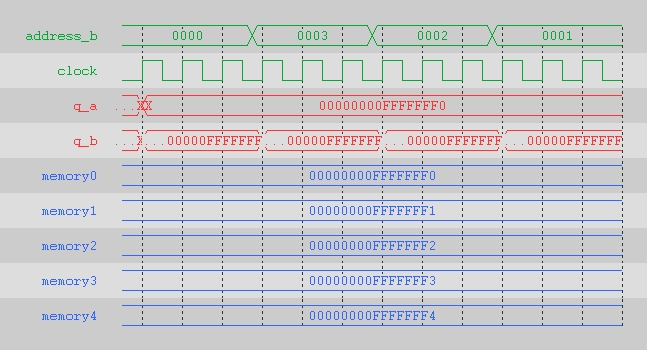 address_b 0000 0003 0002 0001
clock
q_a ...XX 00000000FFFFFFF0
q_b ...X ...00000FFFFFFF ...00000FFFFFFF ...00000FFFFFFF ...00000FFFFFFF
memory0 00000000FFFFFFF0
memory1 00000000FFFFFFF1
memory2 00000000FFFFFFF2
memory3 00000000FFFFFFF3
memory4 00000000FFFFFFF4